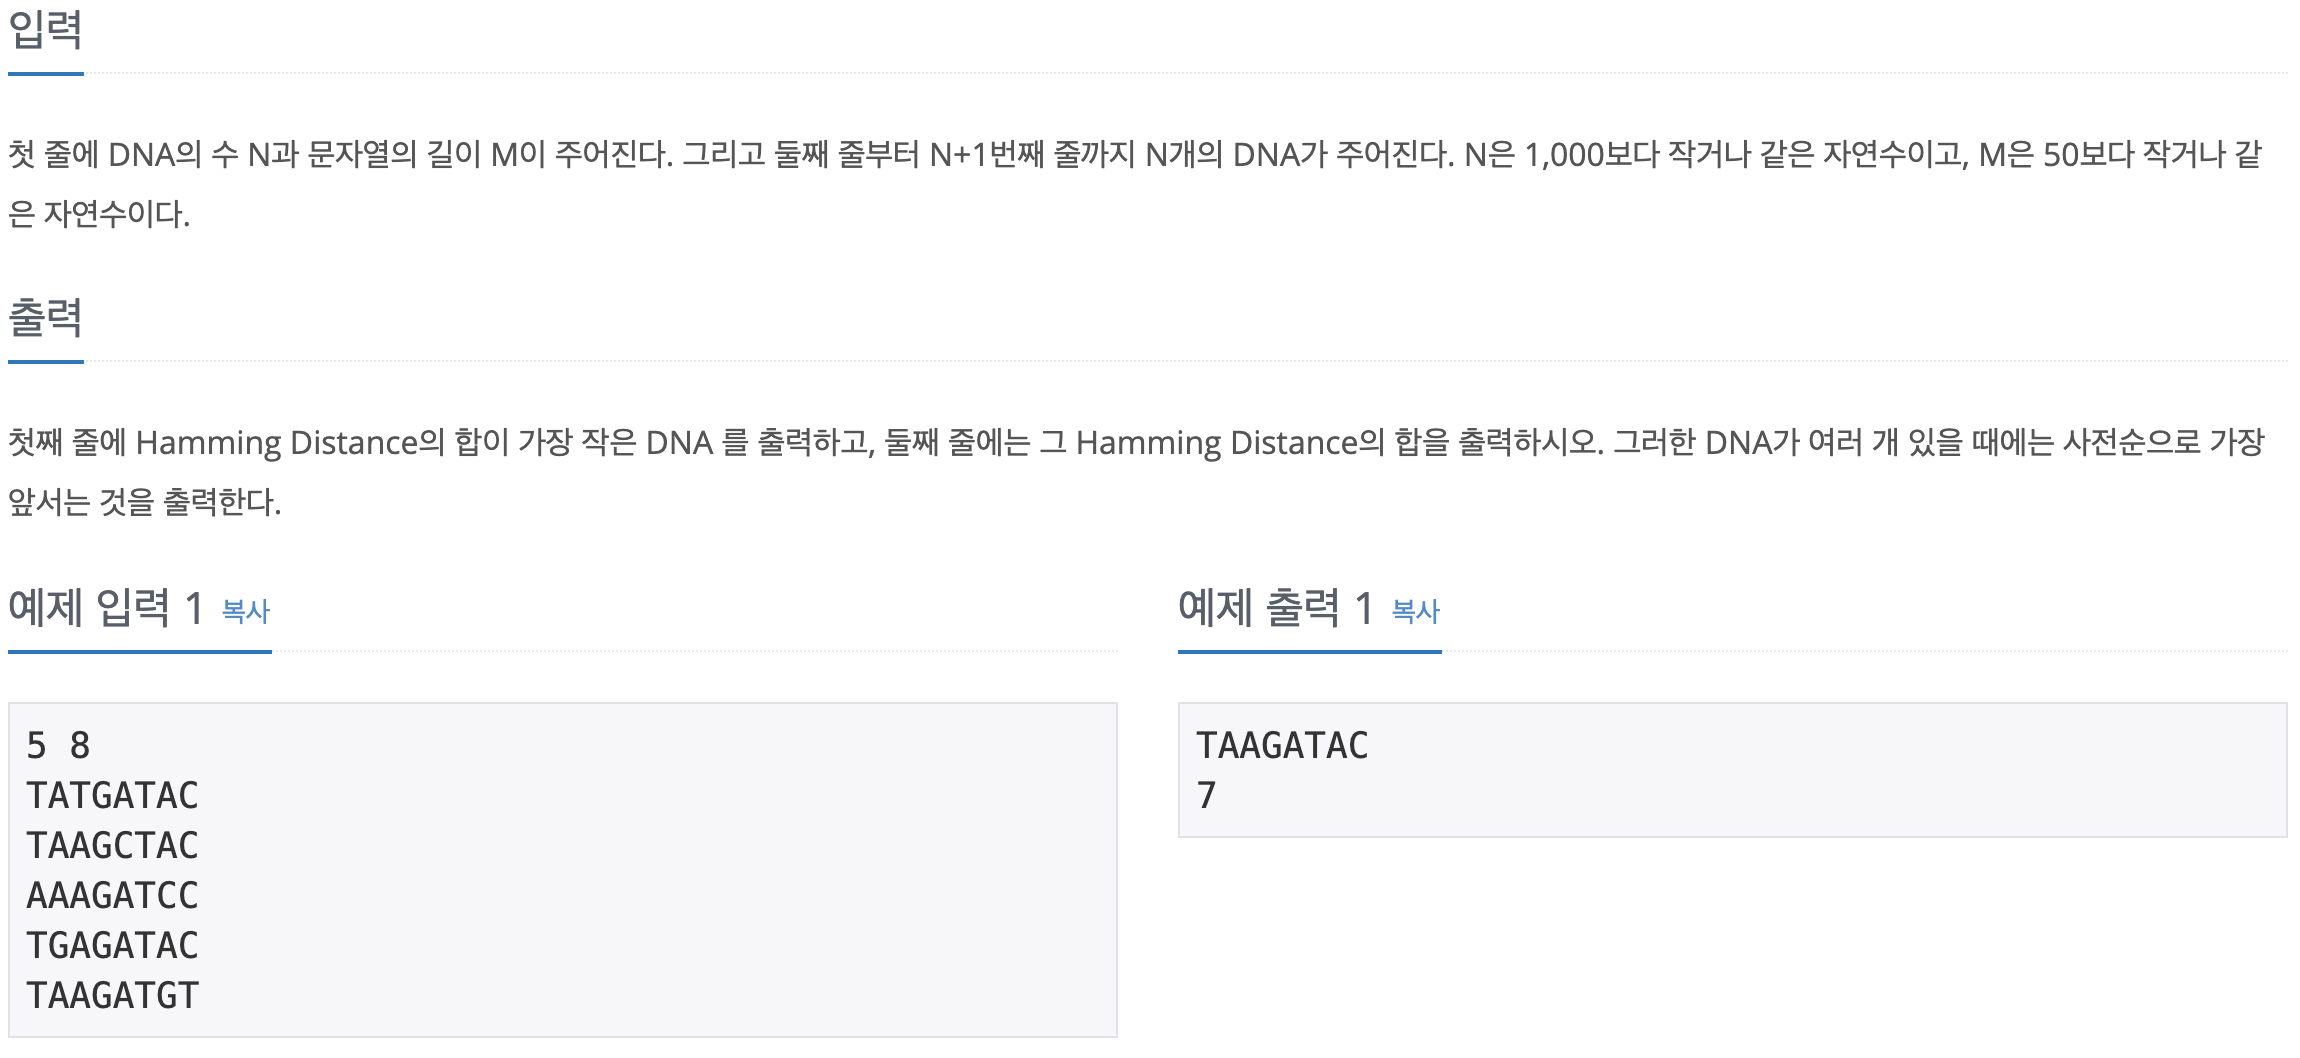 입력
첫 줄에 DNA의 수 N과 문자열의 길이 M이 주어진다. 그리고 둘째 줄부터 N+1번째 줄까지 N개의 DNA가 주어진다. N은 1,000보다 작거나 같은 자연수이고, M은 50보다 작거나 같
은 자연수이다.
출력
첫째 줄에 Hamming Distance의 합이 가장 작은 DNA 를 출력하고, 둘째 줄에는 그 Hamming Distance의 합을 출력하시오. 그러한 DNA가 여러 개 있을 때에는 사전순으로 가장
앞서는 것을 출력한다.
예제 입력 1 복사
5 8
TATGATAC
TAAGCTAC
AAAGATCC
TGAGATAC
TAAGATGT
예제 출력 1 복사
TAAGATAC
7